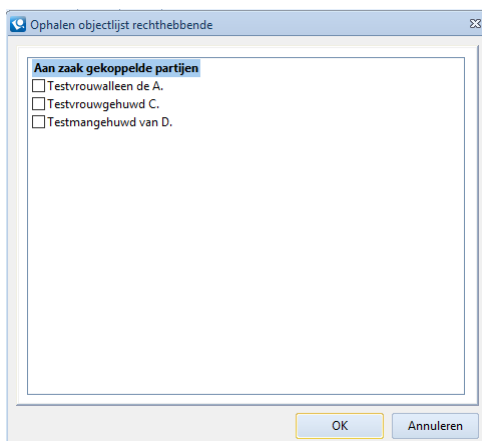 Ophalen objectlijst rechthebbende
Aan zaak gekoppelde partijen
Testvrouwalleen de A.
Testvrouwgehuwd C.
Testmangehuwd van D.
OK
Annuleren